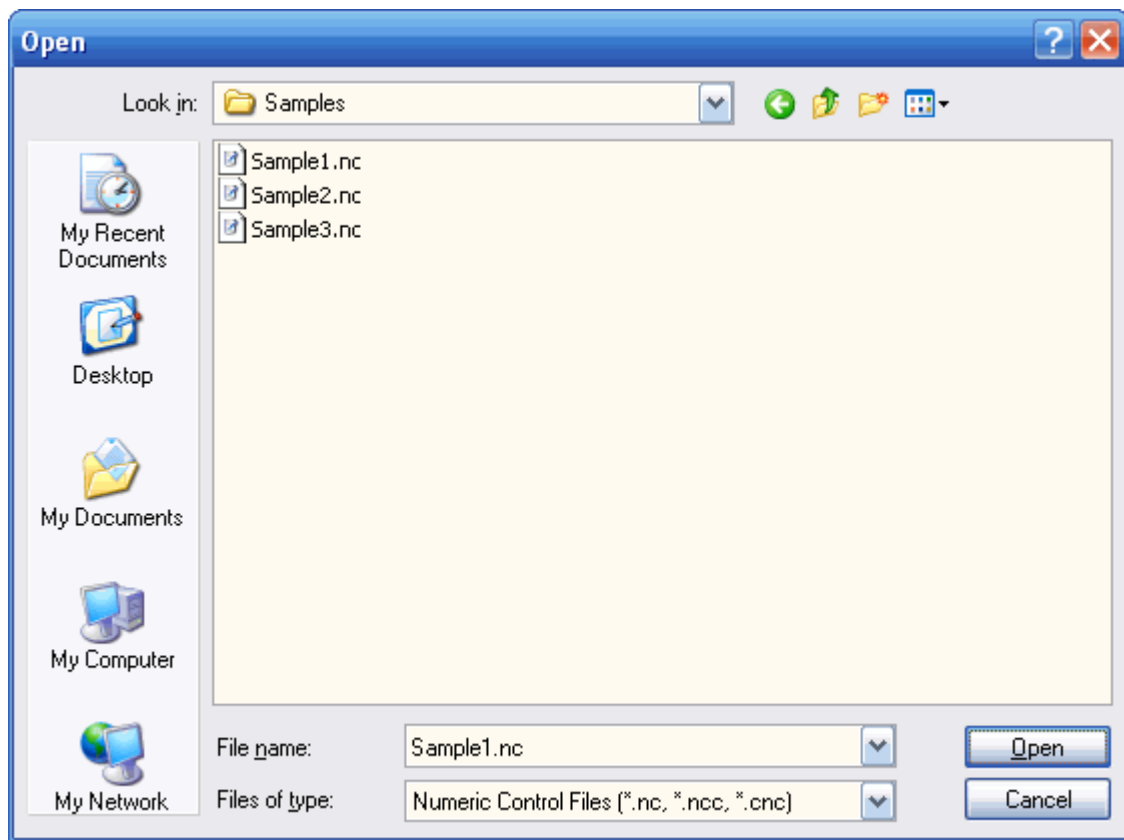 Open
Look in:
Samples
Sample1.nc
Sample2.nc
Sample3.nc
My Recent
Documents
Desktop
My Documents
My Computer
My Network
File name:
Sample1.nc
Open
Files of type:
Numeric Control Files (*.nc, *.ncc, *.cnc)
Cancel